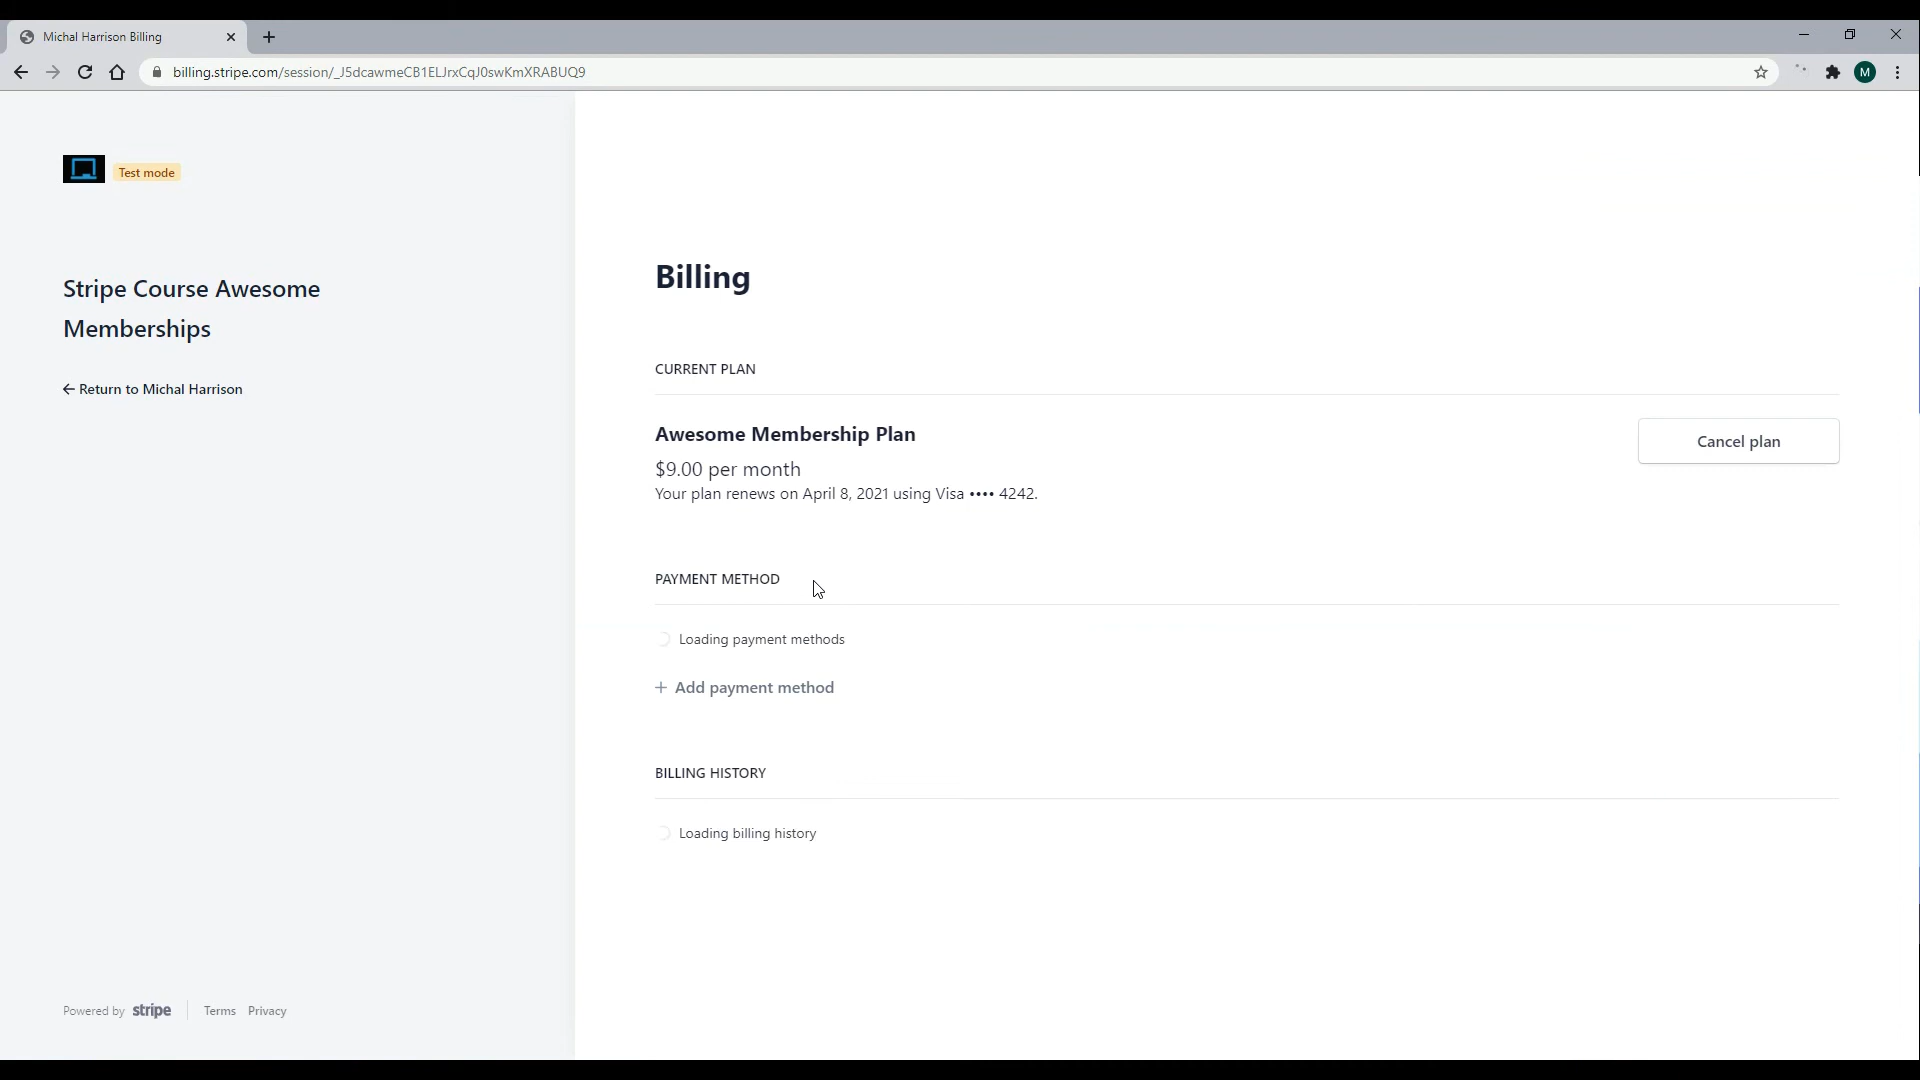 Michal Harrison Billing
billing.stripe.com/session/_J5dcawmeCB1ELJrxCqJ0swKmXRABUQ9
M
Test mode
Stripe Course Awesome
Memberships
← Return to Michal Harrison
Billing
CURRENT PLAN
Awesome Membership Plan
Cancel plan
$9.00 per month
Your plan renews on April 8, 2021 using Visa •••• 4242.
PAYMENT METHOD
Loading payment methods
+ Add payment method
BILLING HISTORY
Loading billing history
Powered by stripe
Terms Privacy